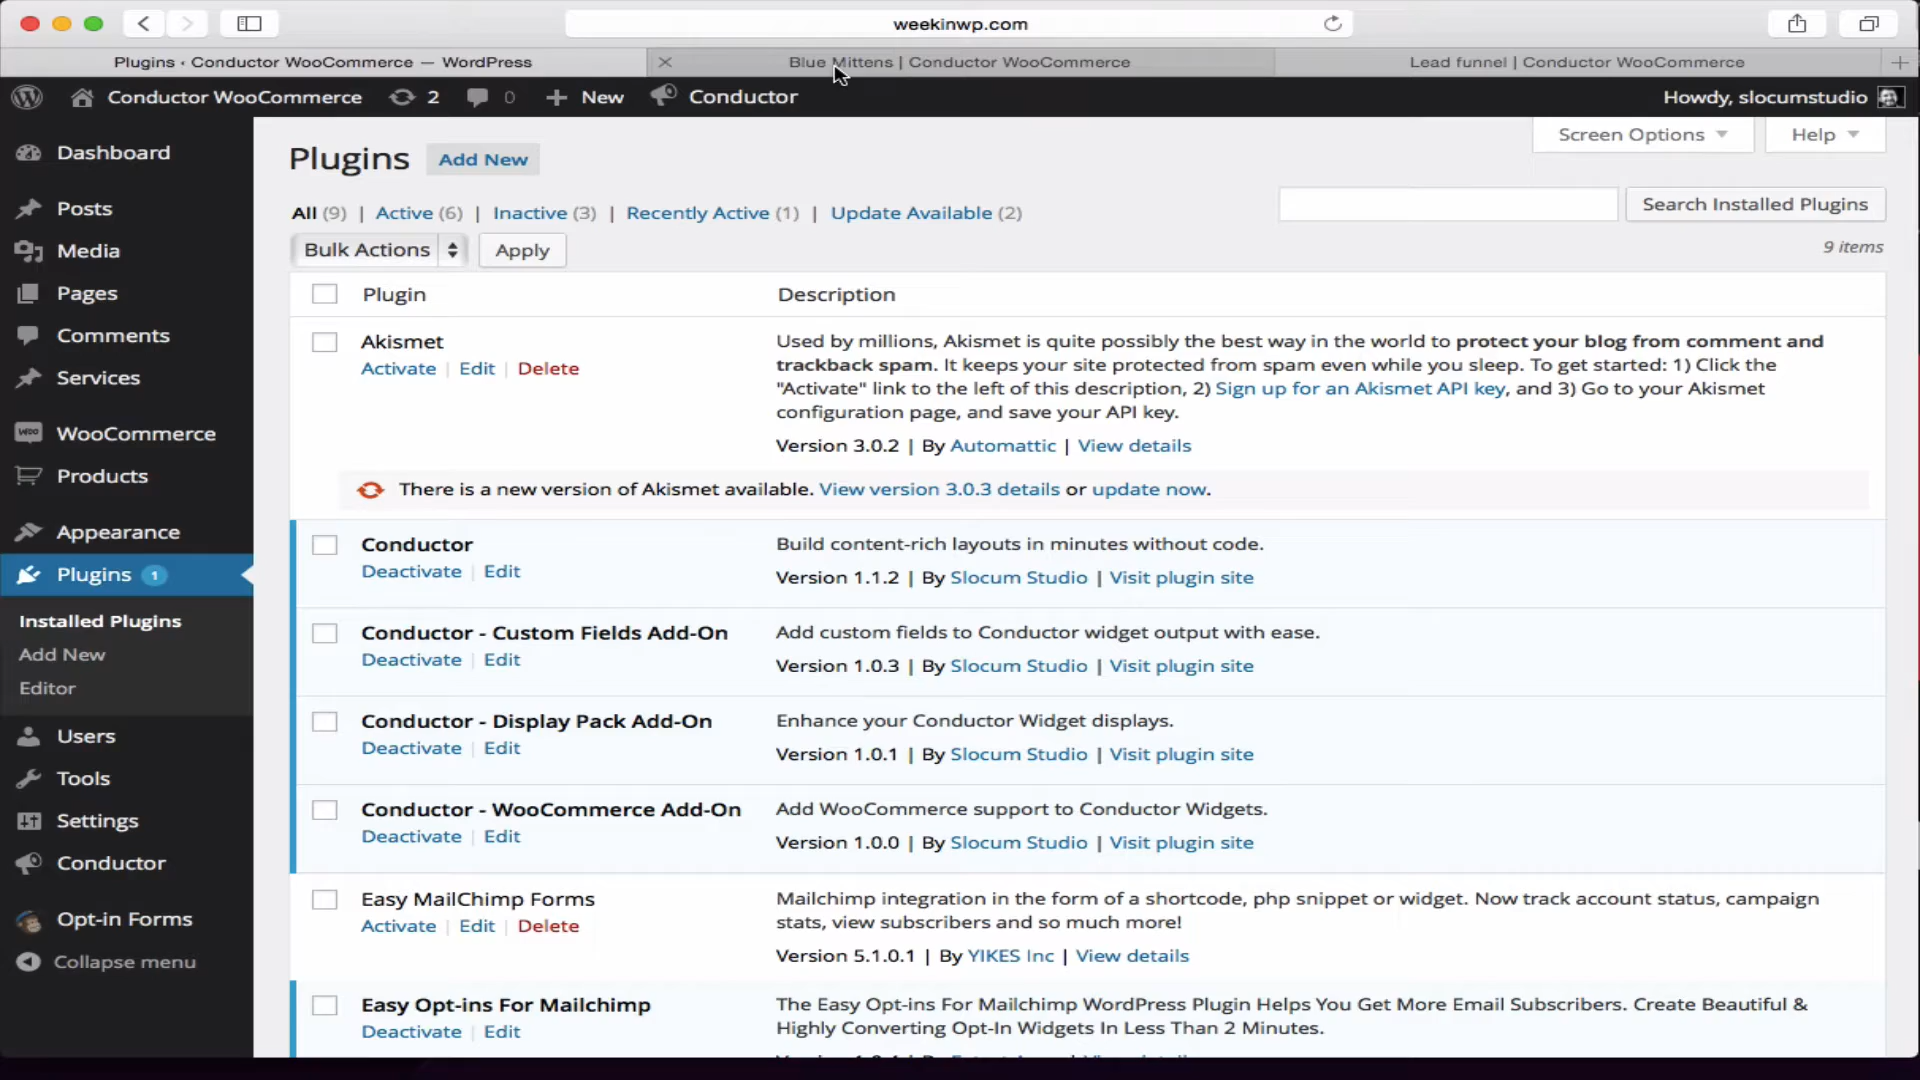 weekinwp.com
Plugins ‹ Conductor WooCommerce — WordPress
Blue Mittens | Conductor WooCommerce
Lead funnel | Conductor WooCommerce
Conductor WooCommerce 2 0 New Conductor
Howdy, slocumstudio
Dashboard
Posts
Media
Pages
Comments
Services
WooCommerce
Products
Appearance
Plugins 1
Installed Plugins
Add New
Editor
Users
Tools
Settings
Conductor
Opt-in Forms
Collapse menu
Screen Options
Help
Plugins Add New
All (9) | Active (6) | Inactive (3) | Recently Active (1) | Update Available (2)
Search Installed Plugins
Bulk Actions Apply
9 items
Plugin Description
Akismet
Activate | Edit | Delete
Used by millions, Akismet is quite possibly the best way in the world to protect your blog from comment and
trackback spam. It keeps your site protected from spam even while you sleep. To get started: 1) Click the
"Activate" link to the left of this description, 2) Sign up for an Akismet API key, and 3) Go to your Akismet
configuration page, and save your API key.
Version 3.0.2 | By Automattic | View details
There is a new version of Akismet available. View version 3.0.3 details or update now.
Conductor
Deactivate | Edit
Build content-rich layouts in minutes without code.
Version 1.1.2 | By Slocum Studio | Visit plugin site
Conductor - Custom Fields Add-On
Deactivate | Edit
Add custom fields to Conductor widget output with ease.
Version 1.0.3 | By Slocum Studio | Visit plugin site
Conductor - Display Pack Add-On
Deactivate | Edit
Enhance your Conductor Widget displays.
Version 1.0.1 | By Slocum Studio | Visit plugin site
Conductor - WooCommerce Add-On
Deactivate | Edit
Add WooCommerce support to Conductor Widgets.
Version 1.0.0 | By Slocum Studio | Visit plugin site
Easy MailChimp Forms
Activate | Edit | Delete
Mailchimp integration in the form of a shortcode, php snippet or widget. Now track account status, campaign
stats, view subscribers and so much more!
Version 5.1.0.1 | By YIKES Inc | View details
Easy Opt-ins For Mailchimp
Deactivate | Edit
The Easy Opt-ins For Mailchimp WordPress Plugin Helps You Get More Email Subscribers. Create Beautiful &
Highly Converting Opt-In Widgets In Less Than 2 Minutes.